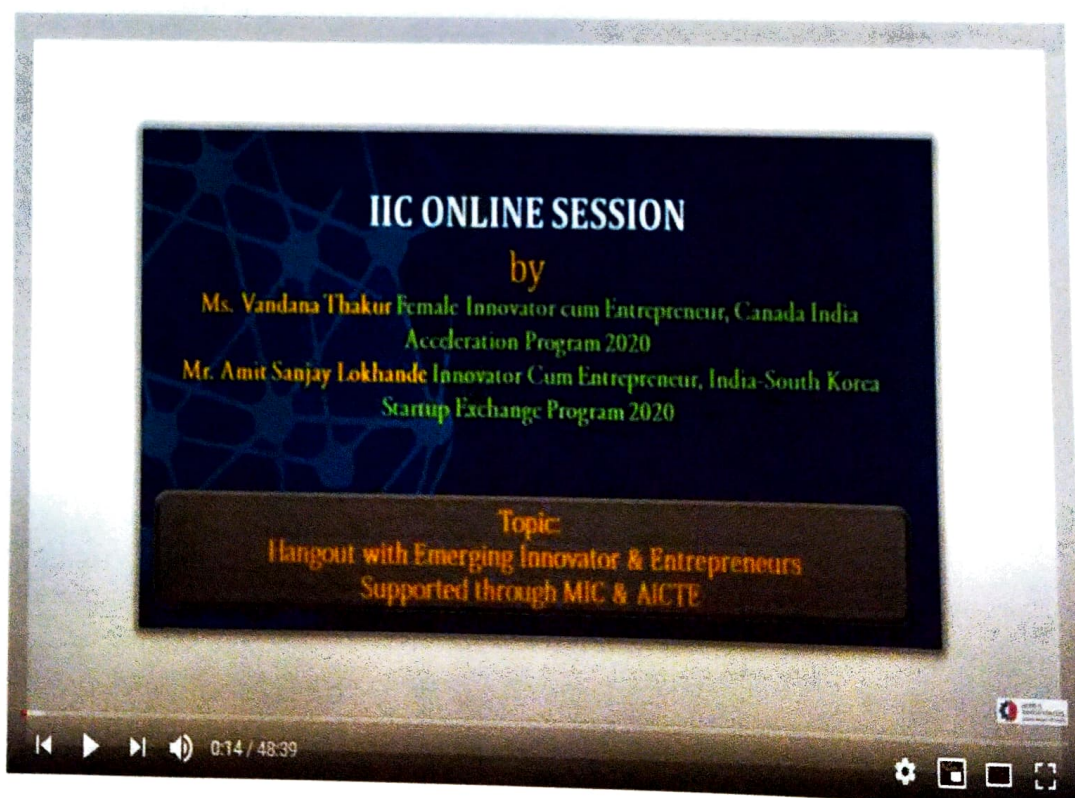 IIC ONLINE SESSION
by
Ms. Vandana Thakur Female Innovator cum Entrepreneur, Canada India
Acceleration Program 2020
Mr. Amit Sanjay Lokhande Innovator Cum Entrepreneur, India-South Korea
Startup Exchange Program 2020
Topic:
Hangout with Emerging Innovator & Entrepreneurs
Supported through MIC & AICTE
0:14 / 48:39